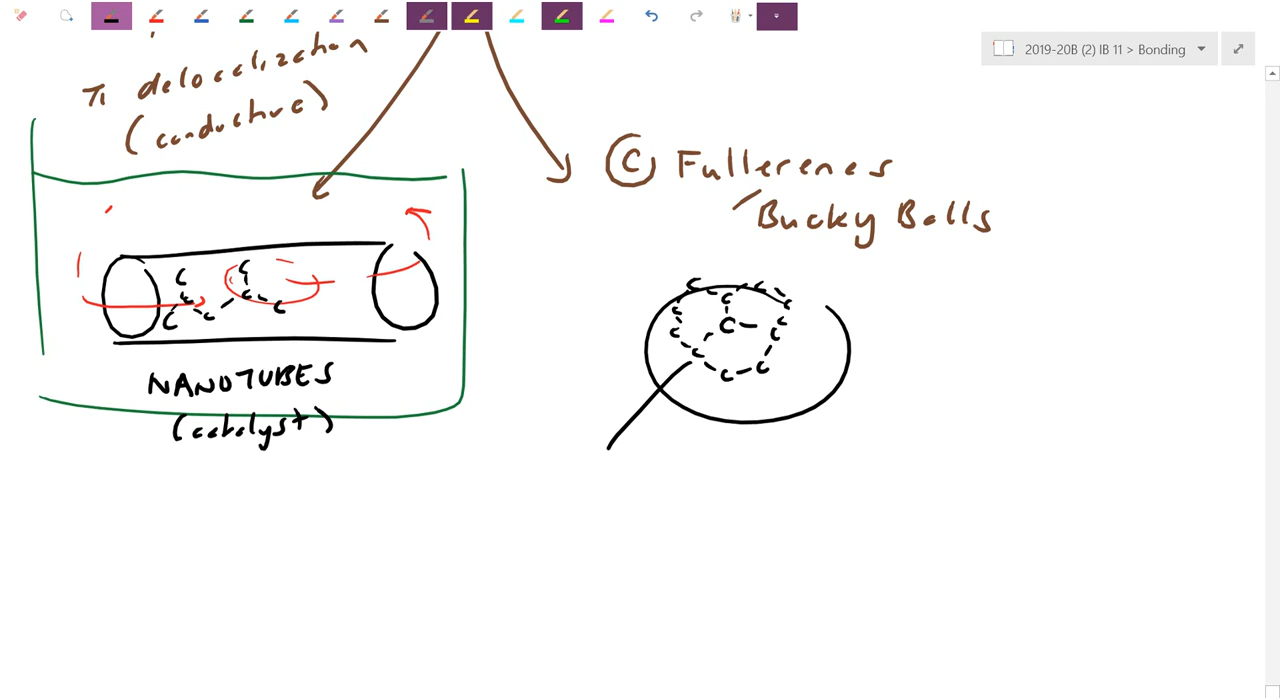 2019-20B (2) IB 11 > Bonding
π delocalization
(conductive)
C Fullerenes
Bucky Balls
C C
C C
C C C
NANOTUBES
(catalyst)
C C
C C C
C C C
C
C C